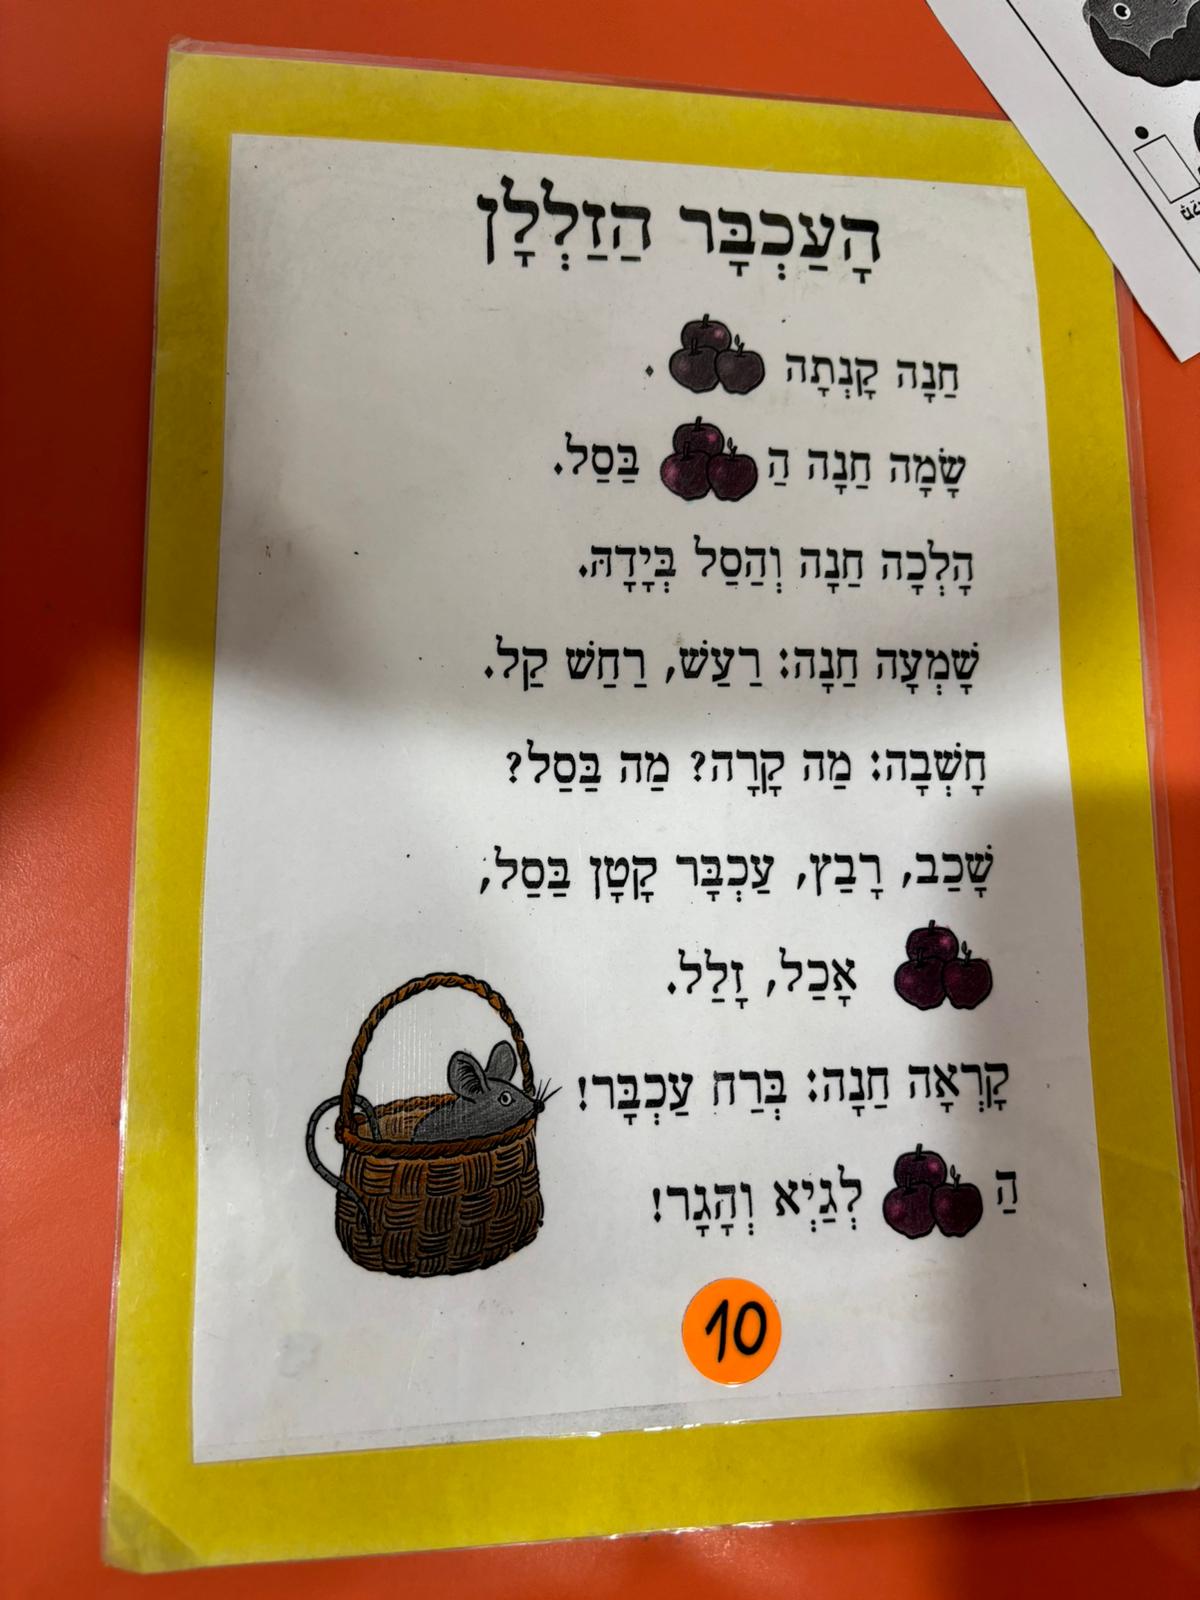 הָעַכְבָּר הַזַלְלָן
חַנָה קָנְתָה .
שָׂמָה חַנָה הַ בַּסַל.
הָלְכָה חַנָה וְהַסַל בְּיָדָהּ.
שָׁמְעָה חַנָה: רַעַשׁ, רַחַשׁ קַל.
חָשְׁבָה: מַה קָרָה? מַה בַּסַל?
שָׁכַב, רָבַץ, עַכְבָּר קָטָן בַּסַל,
אָכַל, זָלַל.
קָרְאָה חַנָה: בְּרַח עַכְבָּר!
הַ לְגַיְא וְהָגָר!
10